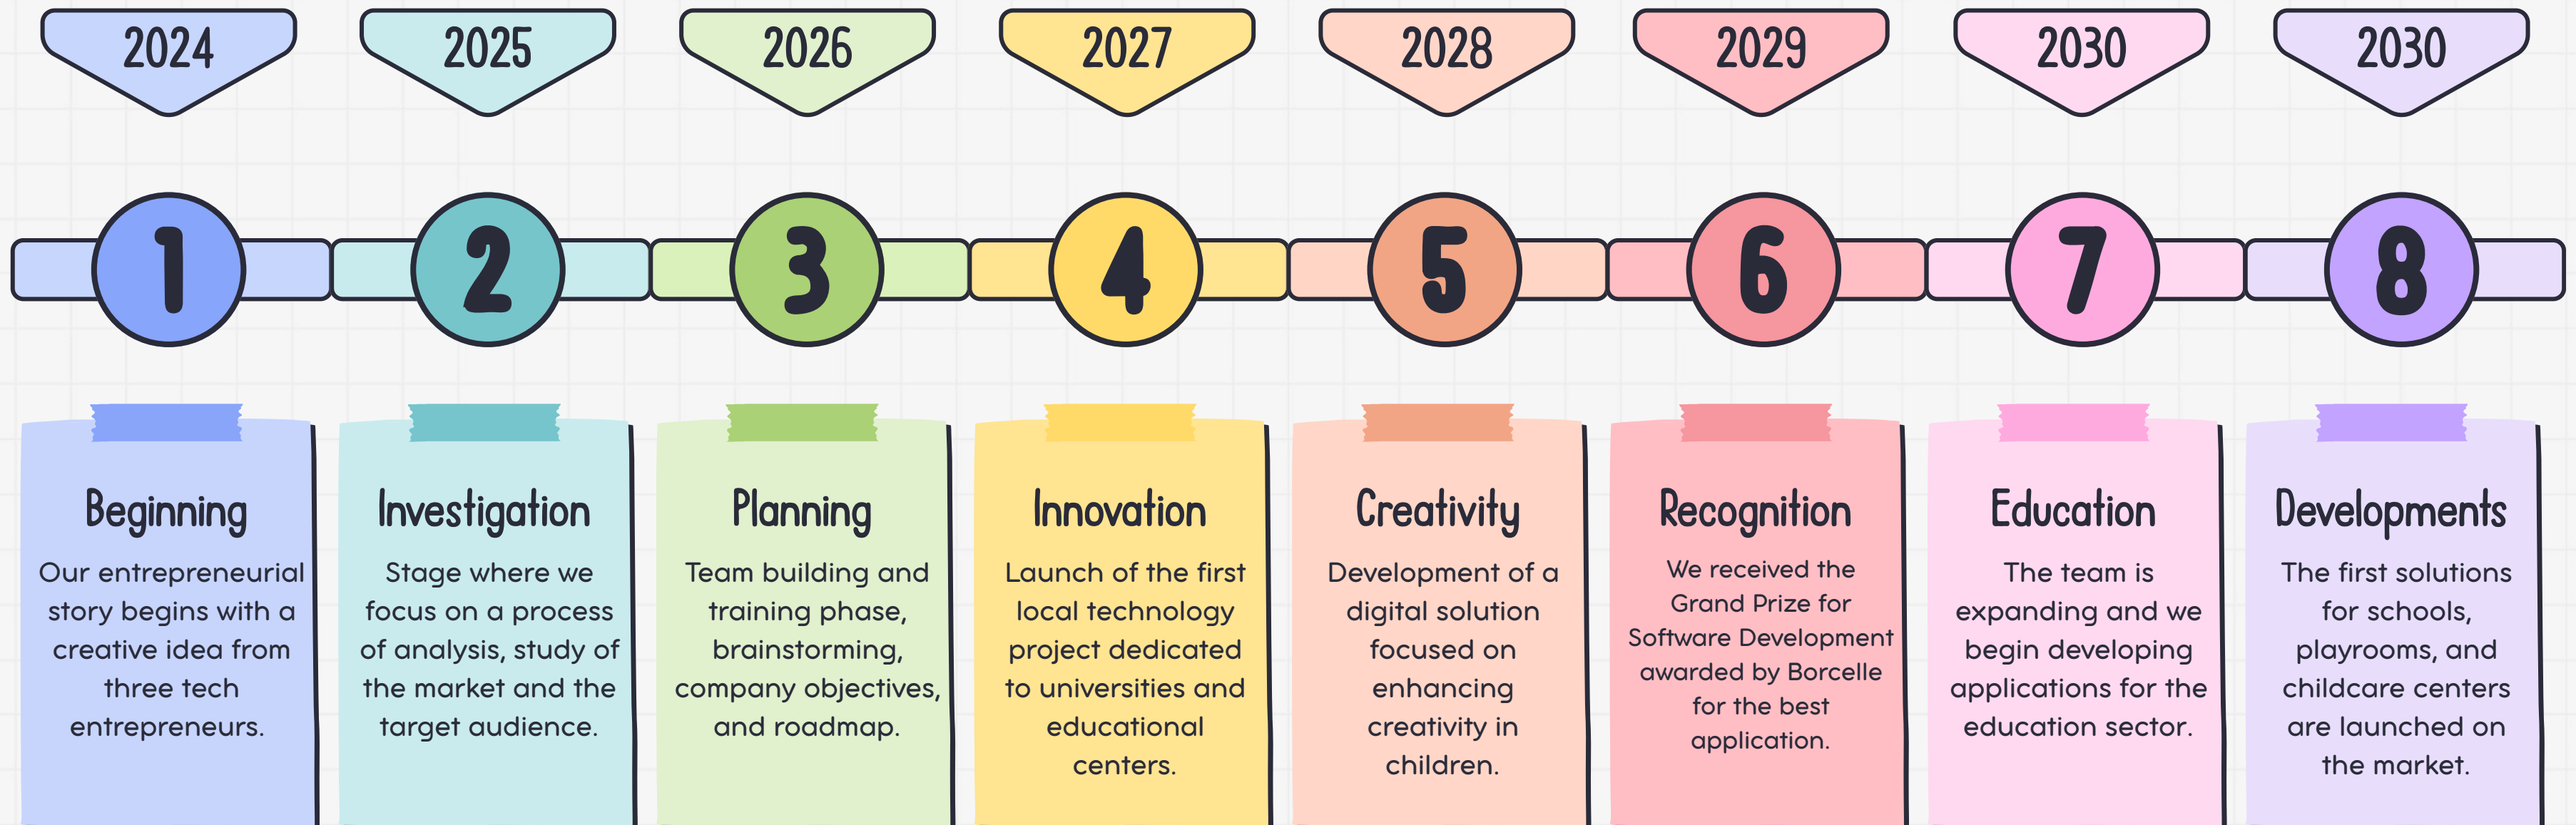 2024
2025
2026
2027
2028
2029
2030
2030
1
2
3
4
5
6
7
8
Beginning
Our entrepreneurial
story begins with a
creative idea from
three tech
entrepreneurs.
Investigation
Stage where we
focus on a process
of analysis, study of
the market and the
target audience.
Planning
Team building and
training phase,
brainstorming,
company objectives,
and roadmap.
Innovation
Launch of the first
local technology
project dedicated
to universities and
educational
centers.
Creativity
Development of a
digital solution
focused on
enhancing
creativity in
children.
Recognition
We received the
Grand Prize for
Software Development
awarded by Borcelle
for the best
application.
Education
The team is
expanding and we
begin developing
applications for the
education sector.
Developments
The first solutions
for schools,
playrooms, and
childcare centers
are launched on
the market.